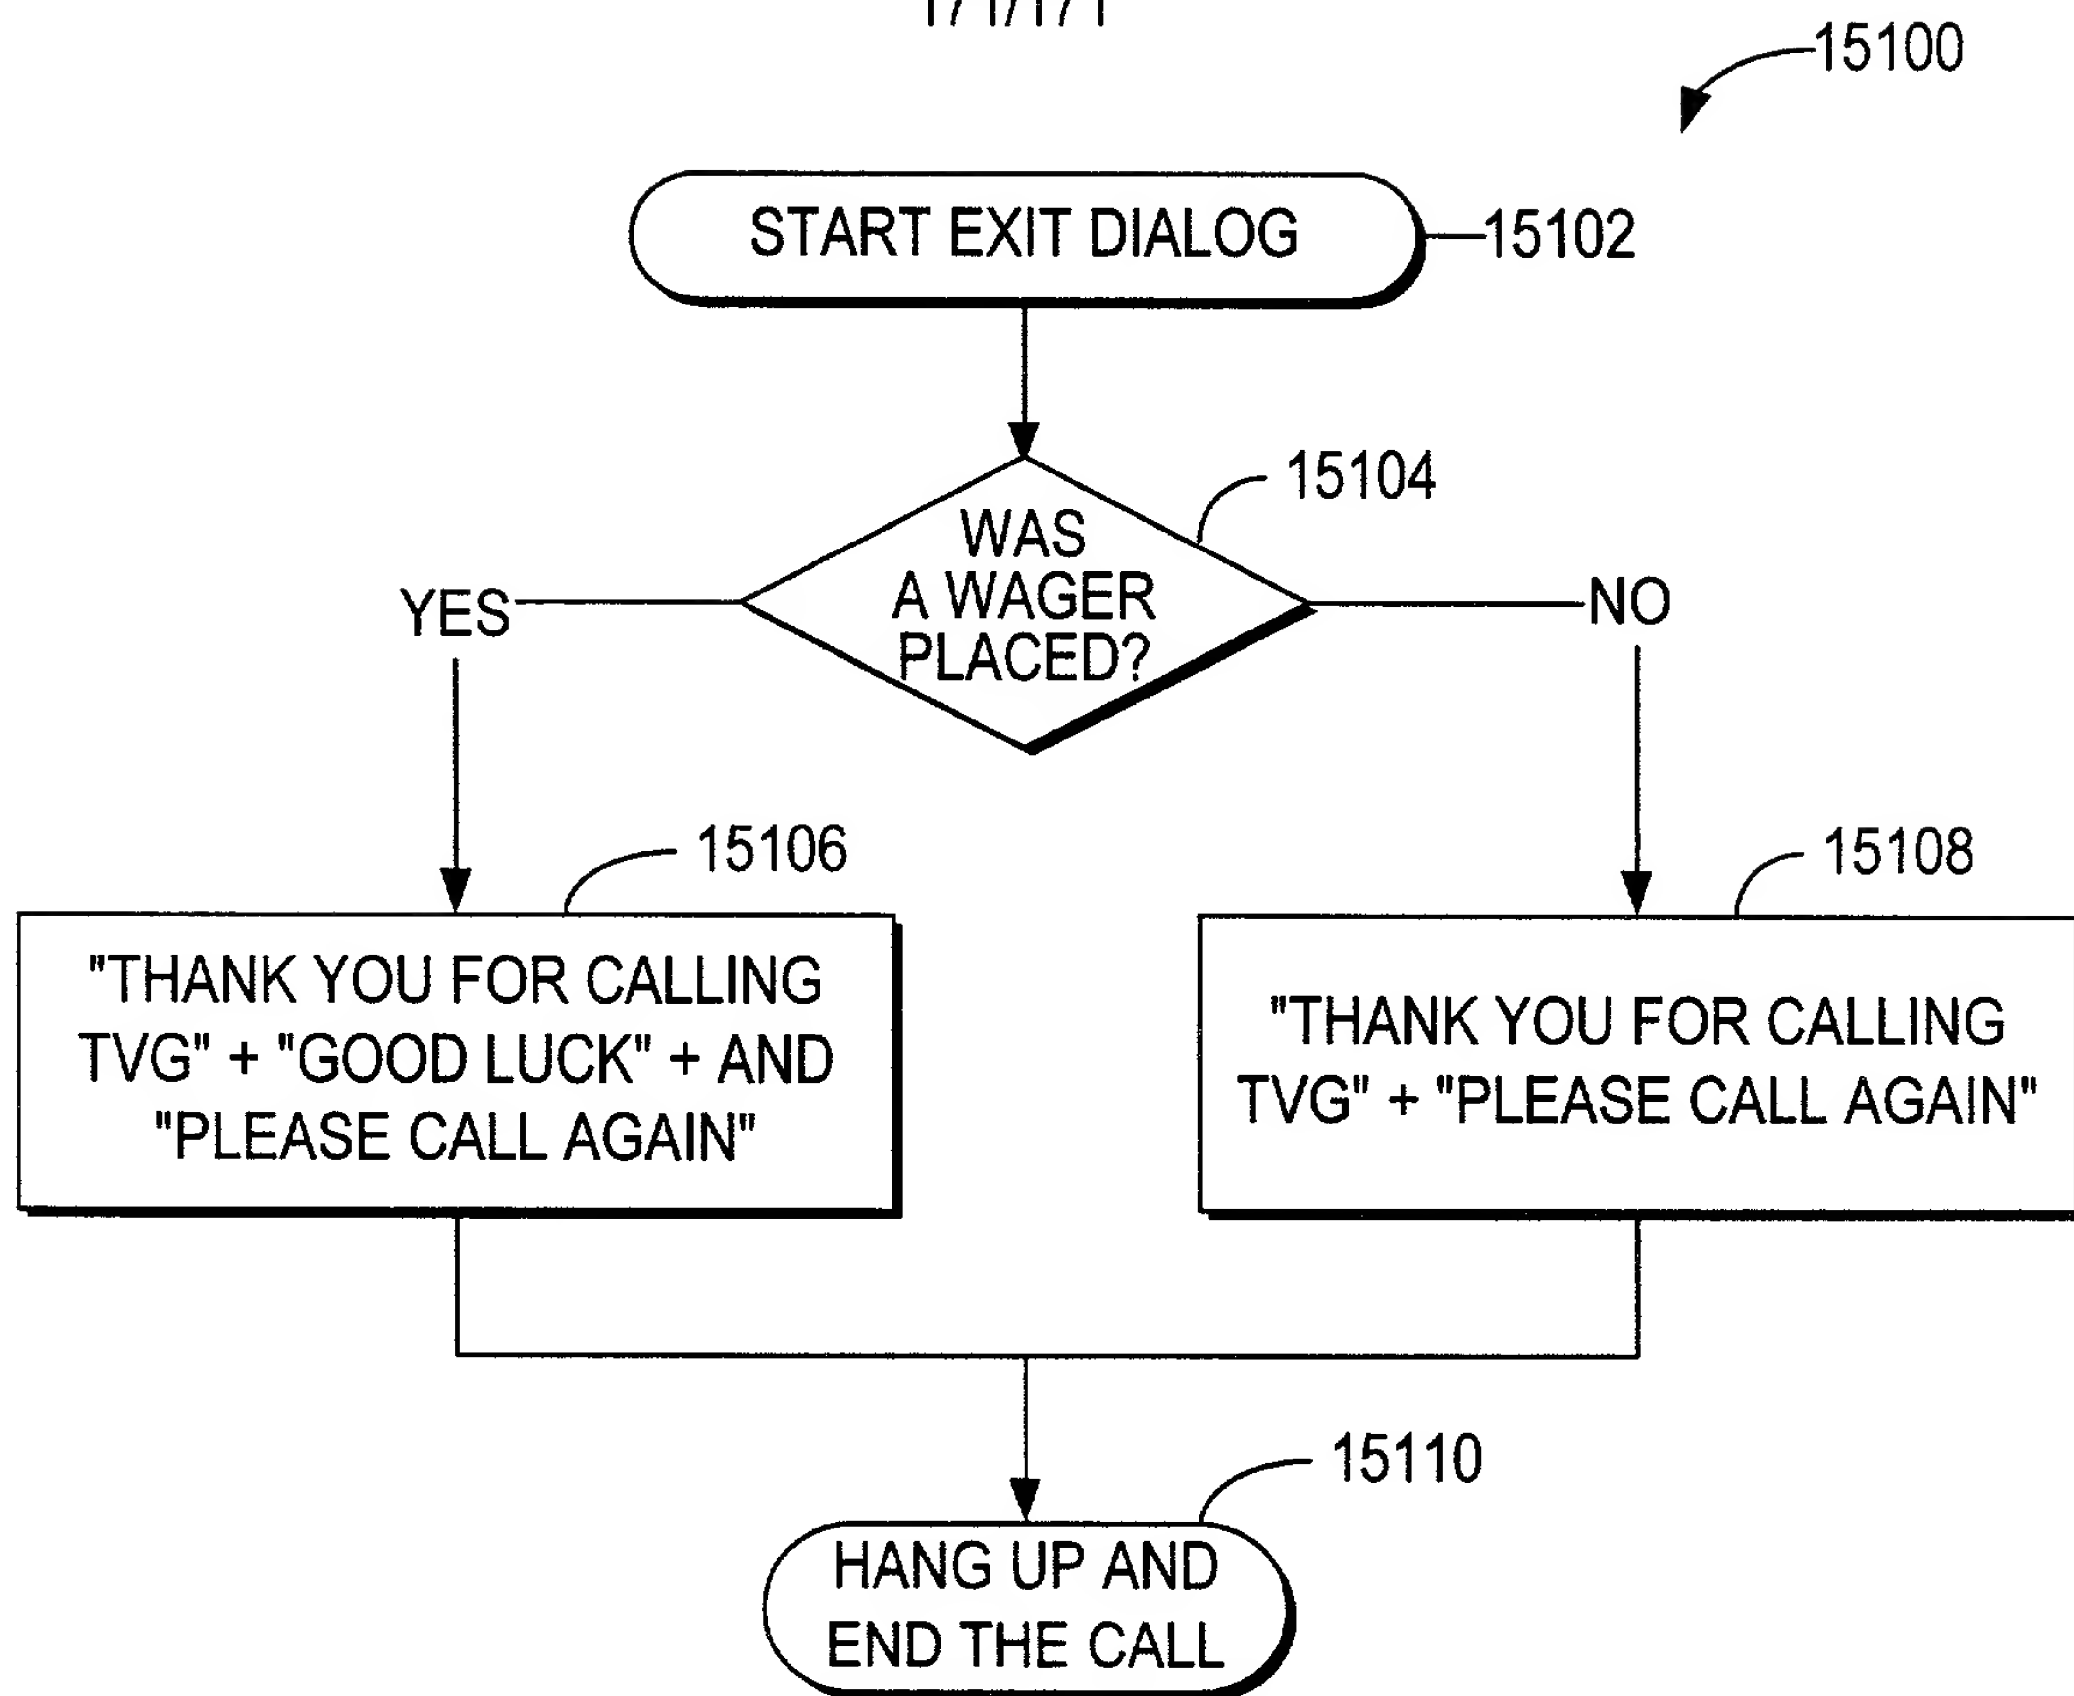 171/171
15100
START EXIT DIALOG
15102
15104
WAS
A WAGER
PLACED?
YES
NO
15106
15108
"THANK YOU FOR CALLING
TVG" + "GOOD LUCK" + AND
"PLEASE CALL AGAIN"
"THANK YOU FOR CALLING
TVG" + "PLEASE CALL AGAIN"
15110
HANG UP AND
END THE CALL